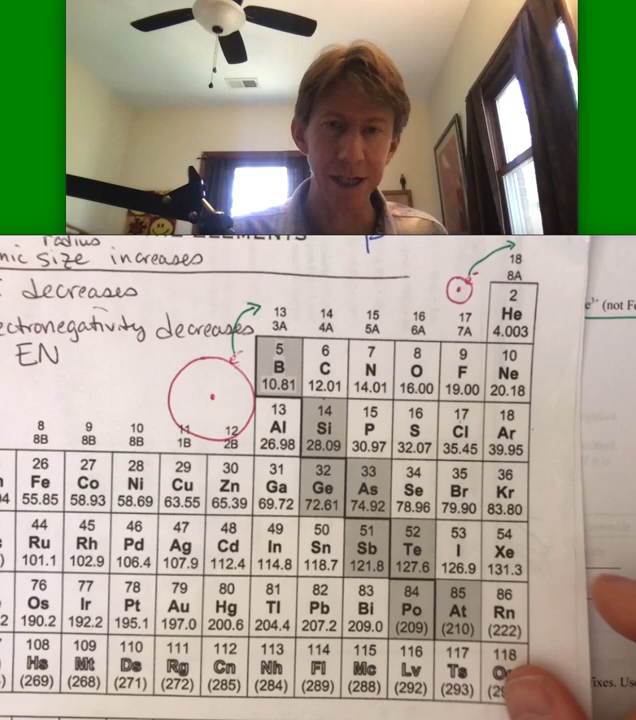 radius
size increases
decreases
decreases
EN
18
8A
13 14 15 16 17
3A 4A 5A 6A 7A
2
He
4.003
5 6 7 8 9 10
B C N O F Ne
10.81 12.01 14.01 16.00 19.00 20.18
13 14 15 16 17 18
Al Si P S Cl Ar
26.98 28.09 30.97 32.07 35.45 39.95
8 9 10 11 12
8B 8B 8B 1B 2B
26 27 28 29 30 31 32 33 34 35 36
Fe Co Ni Cu Zn Ga Ge As Se Br Kr
55.85 58.93 58.69 63.55 65.39 69.72 72.61 74.92 78.96 79.90 83.80
44 45 46 47 48 49 50 51 52 53 54
Ru Rh Pd Ag Cd In Sn Sb Te I Xe
101.1 102.9 106.4 107.9 112.4 114.8 118.7 121.8 127.6 126.9 131.3
76 77 78 79 80 81 82 83 84 85 86
Os Ir Pt Au Hg Tl Pb Bi Po At Rn
190.2 192.2 195.1 197.0 200.6 204.4 207.2 209.0 (209) (210) (222)
108 109 110 111 112 113 114 115 116 117 118
Hs Mt Ds Rg Cn Nh Fl Mc Lv Ts
(269) (268) (271) (272) (285) (284) (289) (288) (292) (293)
(not